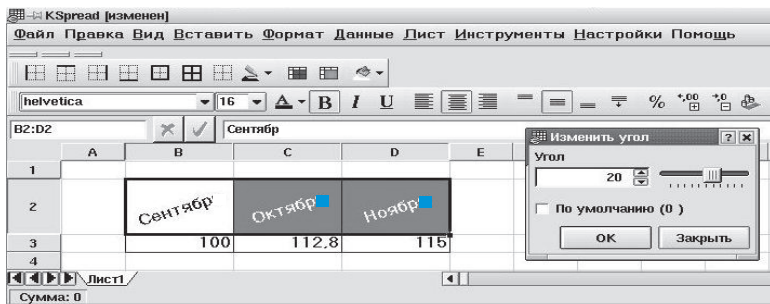 KSpread [изменен]
Файл Правка Вид Вставить Формат Данные Лист Инструменты Настройки Помощь
helvetica 16 A B I U % +,00 +,0
B2:D2 Сентябр
Изменить угол ? x
Угол
20
По умолчанию (0 )
OK Закрыть
A B C D E
1
2 Сентябр Октябр Ноябр
3 100 112,8 115
4
Лист1
Сумма: 0